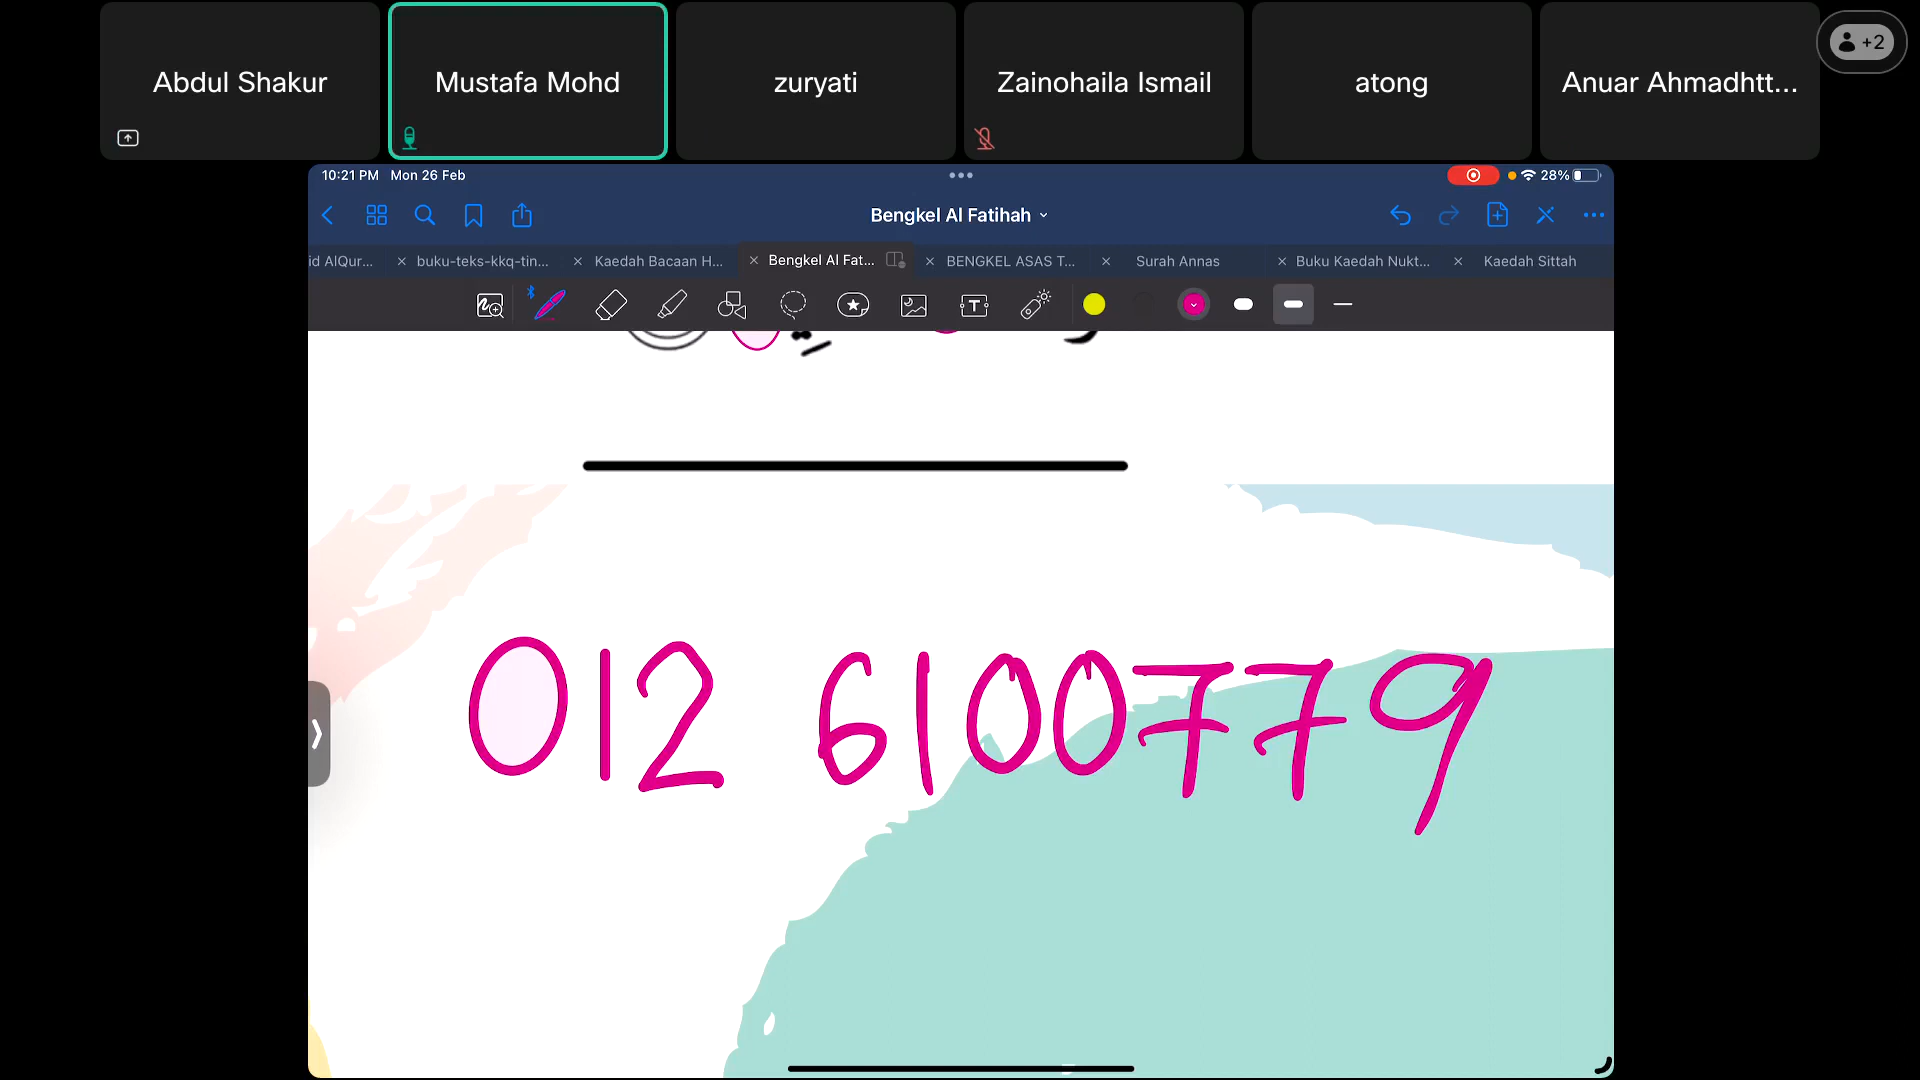 Abdul Shakur
Mustafa Mohd
zuryati
Zainohaila Ismail
atong
Anuar Ahmadhtt...
+2
10:21 PM Mon 26 Feb
28%
Bengkel Al Fatihah
id AlQur...
buku-teks-kkq-tin...
Kaedah Bacaan H...
Bengkel Al Fat...
BENGKEL ASAS T...
Surah Annas
Buku Kaedah Nukt...
Kaedah Sittah
012 6100779